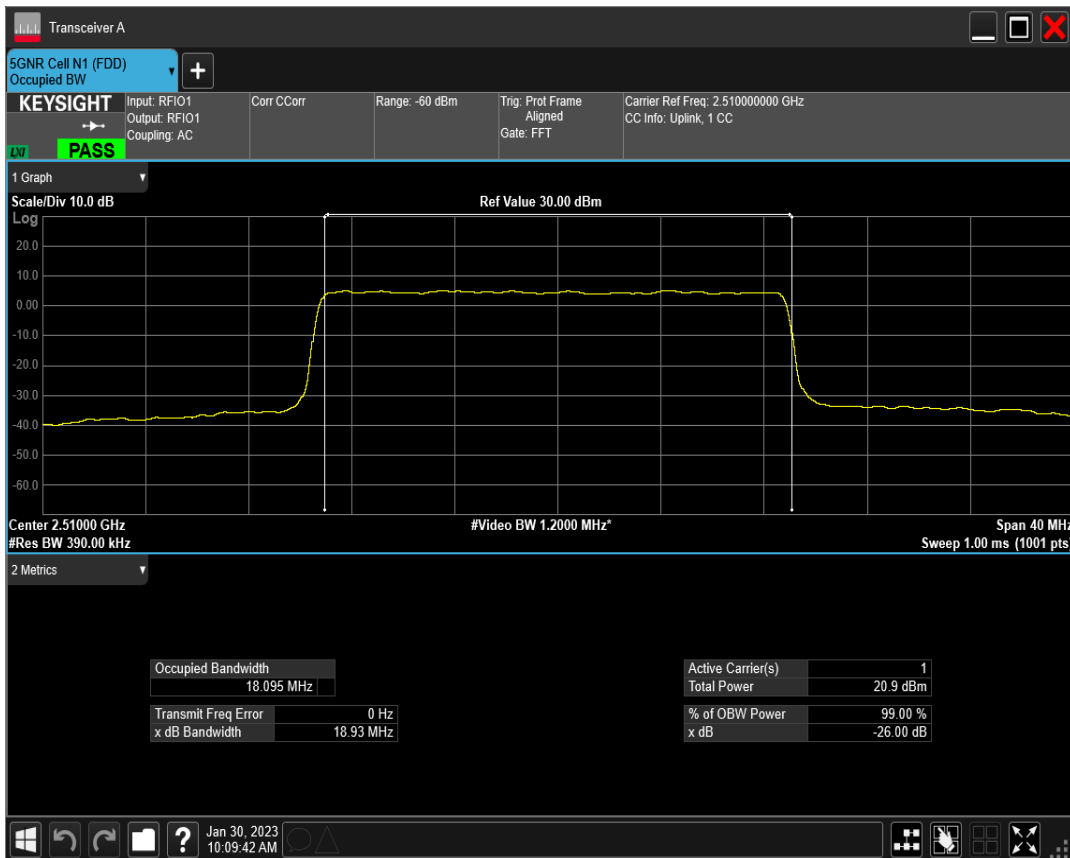 Transceiver A
5GNR Cell N1 (FDD)
Occupied BW
+
KEYSIGHT
LXI
PASS
Input: RFIO1
Output: RFIO1
Coupling: AC
Corr CCorr
Range: -60 dBm
Trig: Prot Frame
Aligned
Gate: FFT
Carrier Ref Freq: 2.510000000 GHz
CC Info: Uplink, 1 CC
1 Graph
Scale/Div 10.0 dB
Ref Value 30.00 dBm
Log
20.0
10.0
0.00
-10.0
-20.0
-30.0
-40.0
-50.0
-60.0
Center 2.51000 GHz
#Video BW 1.2000 MHz*
Span 40 MHz
#Res BW 390.00 kHz
Sweep 1.00 ms (1001 pts)
2 Metrics
Occupied Bandwidth
18.095 MHz
Transmit Freq Error 0 Hz
x dB Bandwidth 18.93 MHz
Active Carrier(s) 1
Total Power 20.9 dBm
% of OBW Power 99.00 %
x dB -26.00 dB
?
Jan 30, 2023
10:09:42 AM